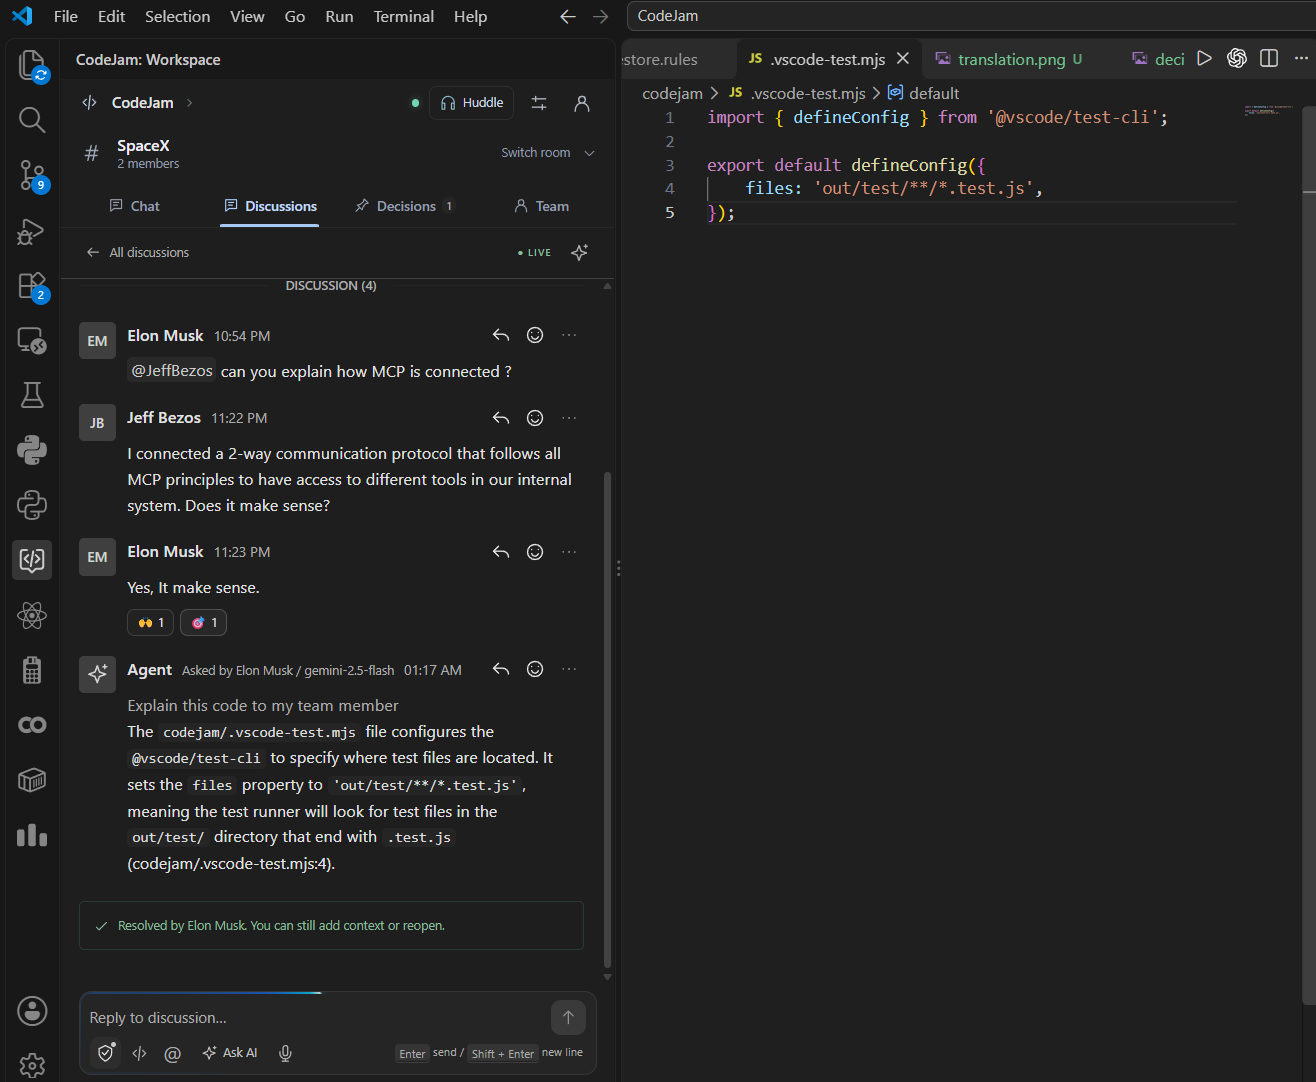 File Edit Selection View Go Run Terminal Help
CodeJam
CodeJam: Workspace
CodeJam
Huddle
SpaceX
2 members
Switch room
Chat
Discussions
Decisions 1
Team
All discussions
LIVE
DISCUSSION (4)
EM
Elon Musk 10:54 PM
@JeffBezos can you explain how MCP is connected ?
JB
Jeff Bezos 11:22 PM
I connected a 2-way communication protocol that follows all
MCP principles to have access to different tools in our internal
system. Does it make sense?
EM
Elon Musk 11:23 PM
Yes, It make sense.
🙌 1 🎯 1
Agent Asked by Elon Musk / gemini-2.5-flash 01:17 AM
Explain this code to my team member
The codejam/.vscode-test.mjs file configures the
@vscode/test-cli to specify where test files are located. It
sets the files property to 'out/test/**/*.test.js',
meaning the test runner will look for test files in the
out/test/ directory that end with .test.js
(codejam/.vscode-test.mjs:4).
Resolved by Elon Musk. You can still add context or reopen.
Reply to discussion...
@ Ask AI
Enter send / Shift + Enter new line
9
2
store.rules
JS .vscode-test.mjs
translation.png U
deci
codejam > JS .vscode-test.mjs > default
1 import { defineConfig } from '@vscode/test-cli';
2
3 export default defineConfig({
4 files: 'out/test/**/*.test.js',
5 });